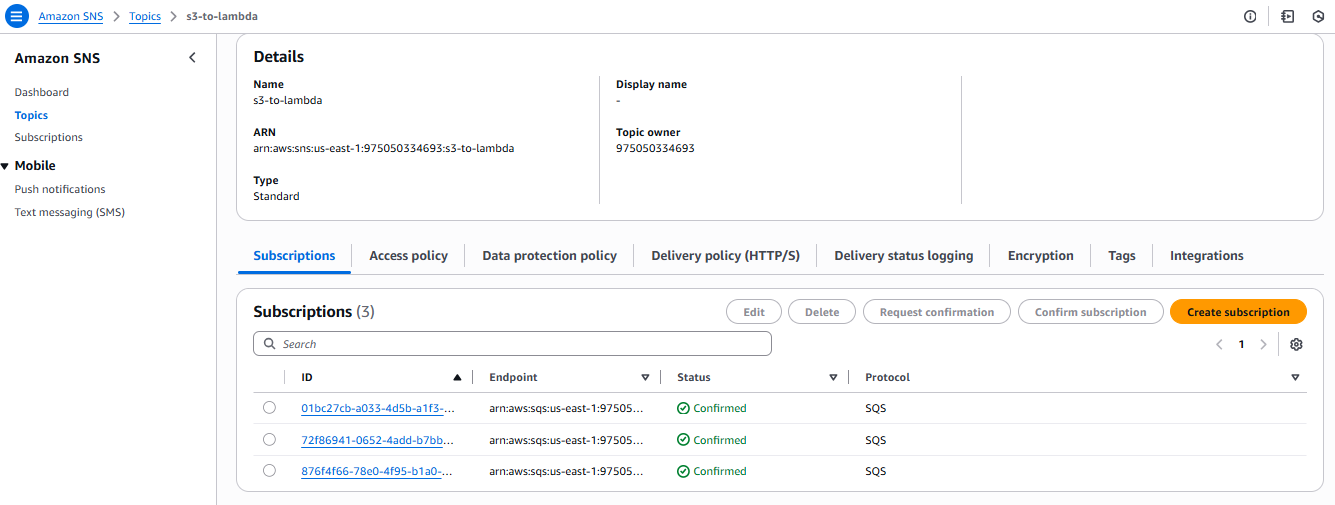 Amazon SNS > Topics > s3-to-lambda
Amazon SNS
Dashboard
Topics
Subscriptions
Mobile
Push notifications
Text messaging (SMS)
Details
Name
s3-to-lambda
ARN
arn:aws:sns:us-east-1:975050334693:s3-to-lambda
Type
Standard
Display name
-
Topic owner
975050334693
Subscriptions Access policy Data protection policy Delivery policy (HTTP/S) Delivery status logging Encryption Tags Integrations
Subscriptions (3) Edit Delete Request confirmation Confirm subscription Create subscription
Search 1
ID Endpoint Status Protocol
01bc27cb-a033-4d5b-a1f3-... arn:aws:sqs:us-east-1:97505... Confirmed SQS
72f86941-0652-4add-b7bb... arn:aws:sqs:us-east-1:97505... Confirmed SQS
876f4f66-78e0-4f95-b1a0-... arn:aws:sqs:us-east-1:97505... Confirmed SQS